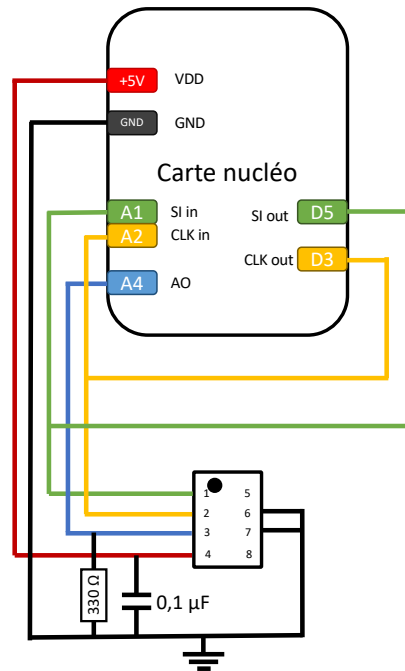 +5V VDD
GND GND
Carte nucléo
A1 SI in SI out D5
A2 CLK in
CLK out D3
A4 AO
1 5
2 6
3 7
4 8
330 Ω
0,1 µF